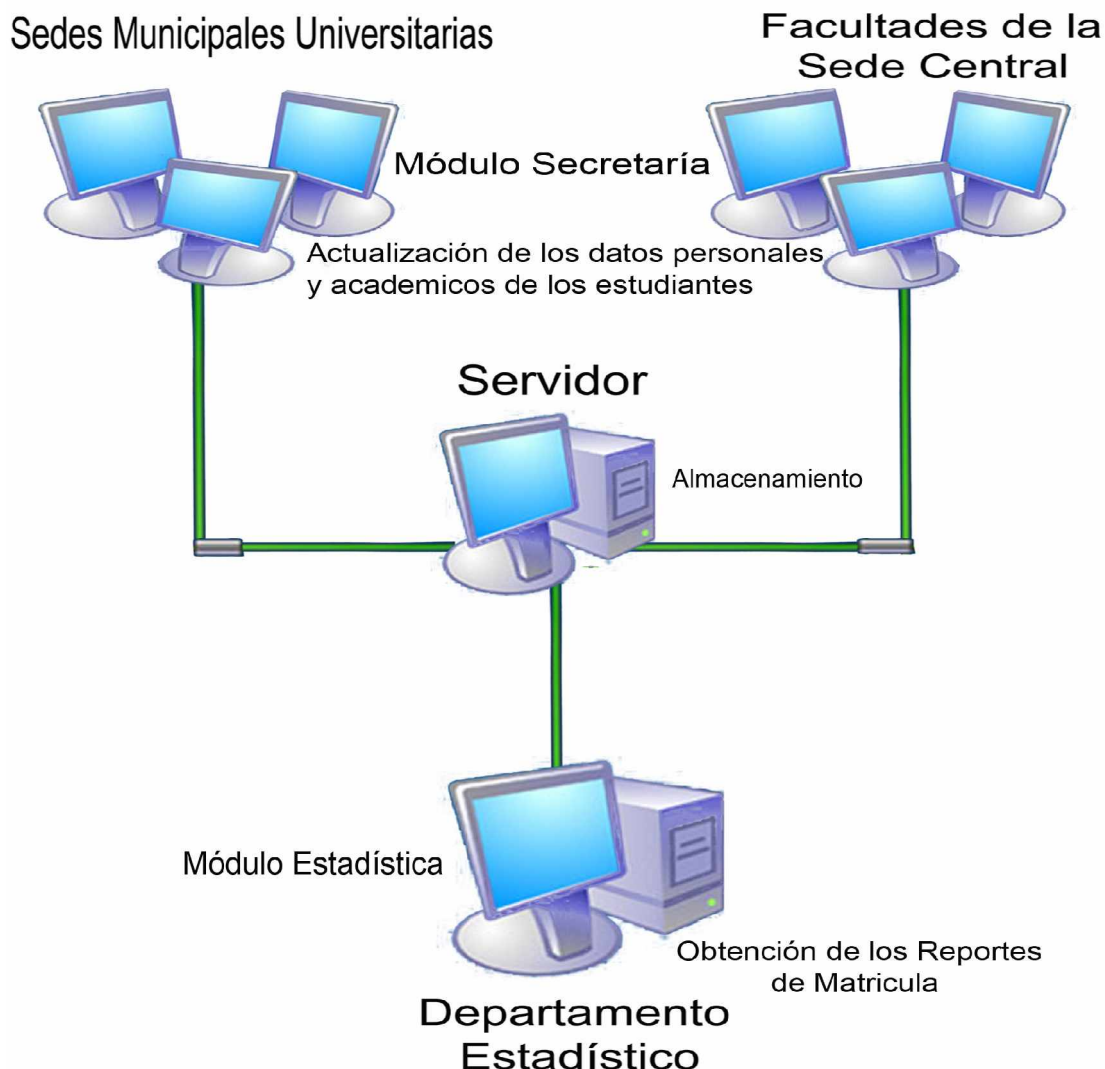 Sedes Municipales Universitarias
Facultades de la
Sede Central
Módulo Secretaría
Actualización de los datos personales
y academicos de los estudiantes
Servidor
Almacenamiento
Módulo Estadística
Obtención de los Reportes
de Matricula
Departamento
Estadístico